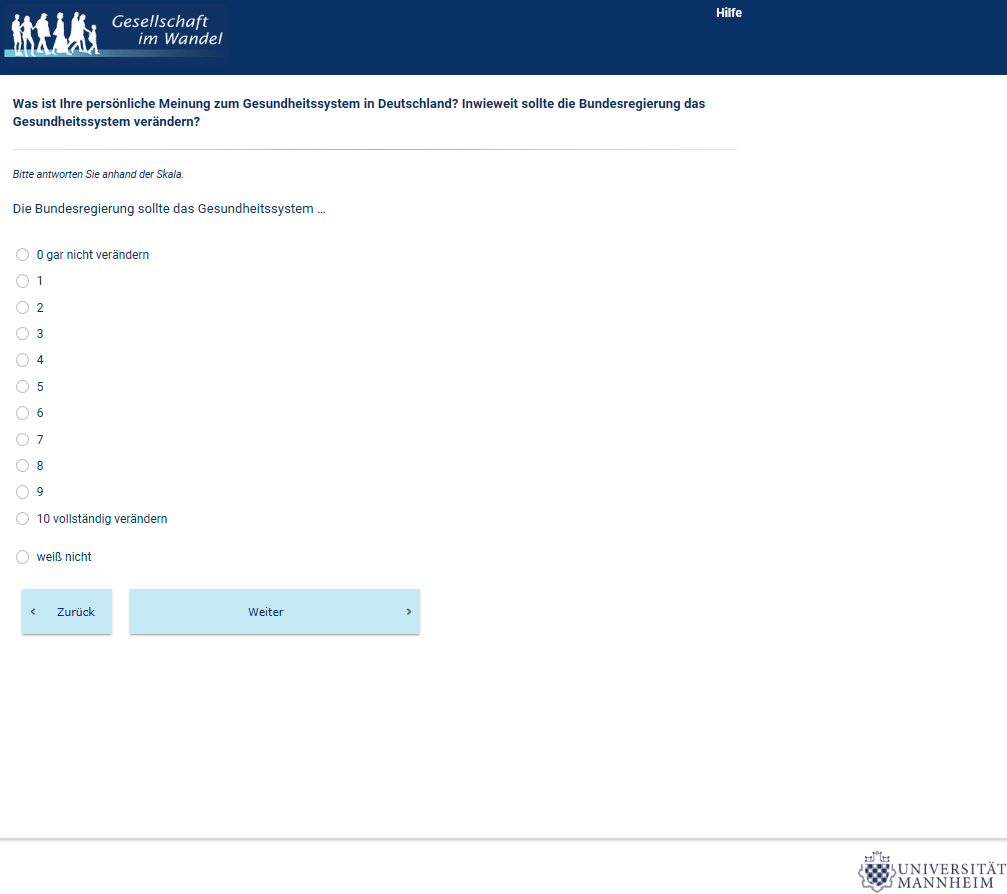 Gesellschaft
im Wandel
Hilfe
Was ist Ihre persönliche Meinung zum Gesundheitssystem in Deutschland? Inwieweit sollte die Bundesregierung das
Gesundheitssystem verändern?
Bitte antworten Sie anhand der Skala.
Die Bundesregierung sollte das Gesundheitssystem ...
0 gar nicht verändern
1
2
3
4
5
6
7
8
9
10 vollständig verändern
weiß nicht
‹ Zurück
Weiter ›
UNIVERSITÄT
MANNHEIM